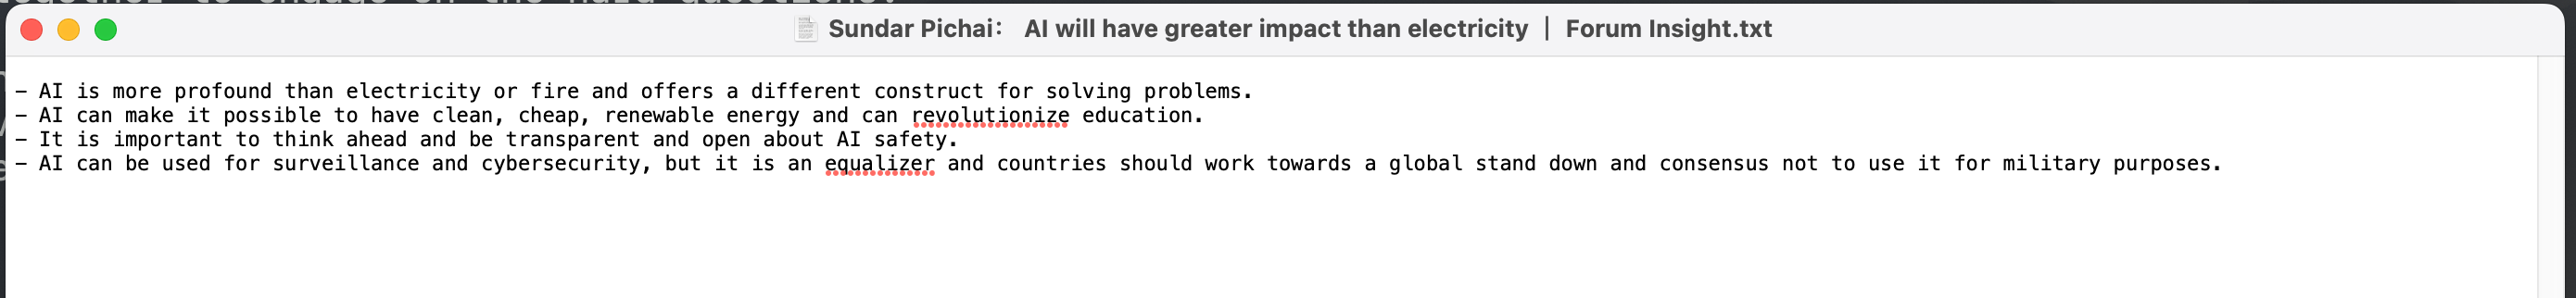 Sundar Pichai: AI will have greater impact than electricity | Forum Insight.txt
- AI is more profound than electricity or fire and offers a different construct for solving problems.
- AI can make it possible to have clean, cheap, renewable energy and can revolutionize education.
- It is important to think ahead and be transparent and open about AI safety.
- AI can be used for surveillance and cybersecurity, but it is an equalizer and countries should work towards a global stand down and consensus not to use it for military purposes.